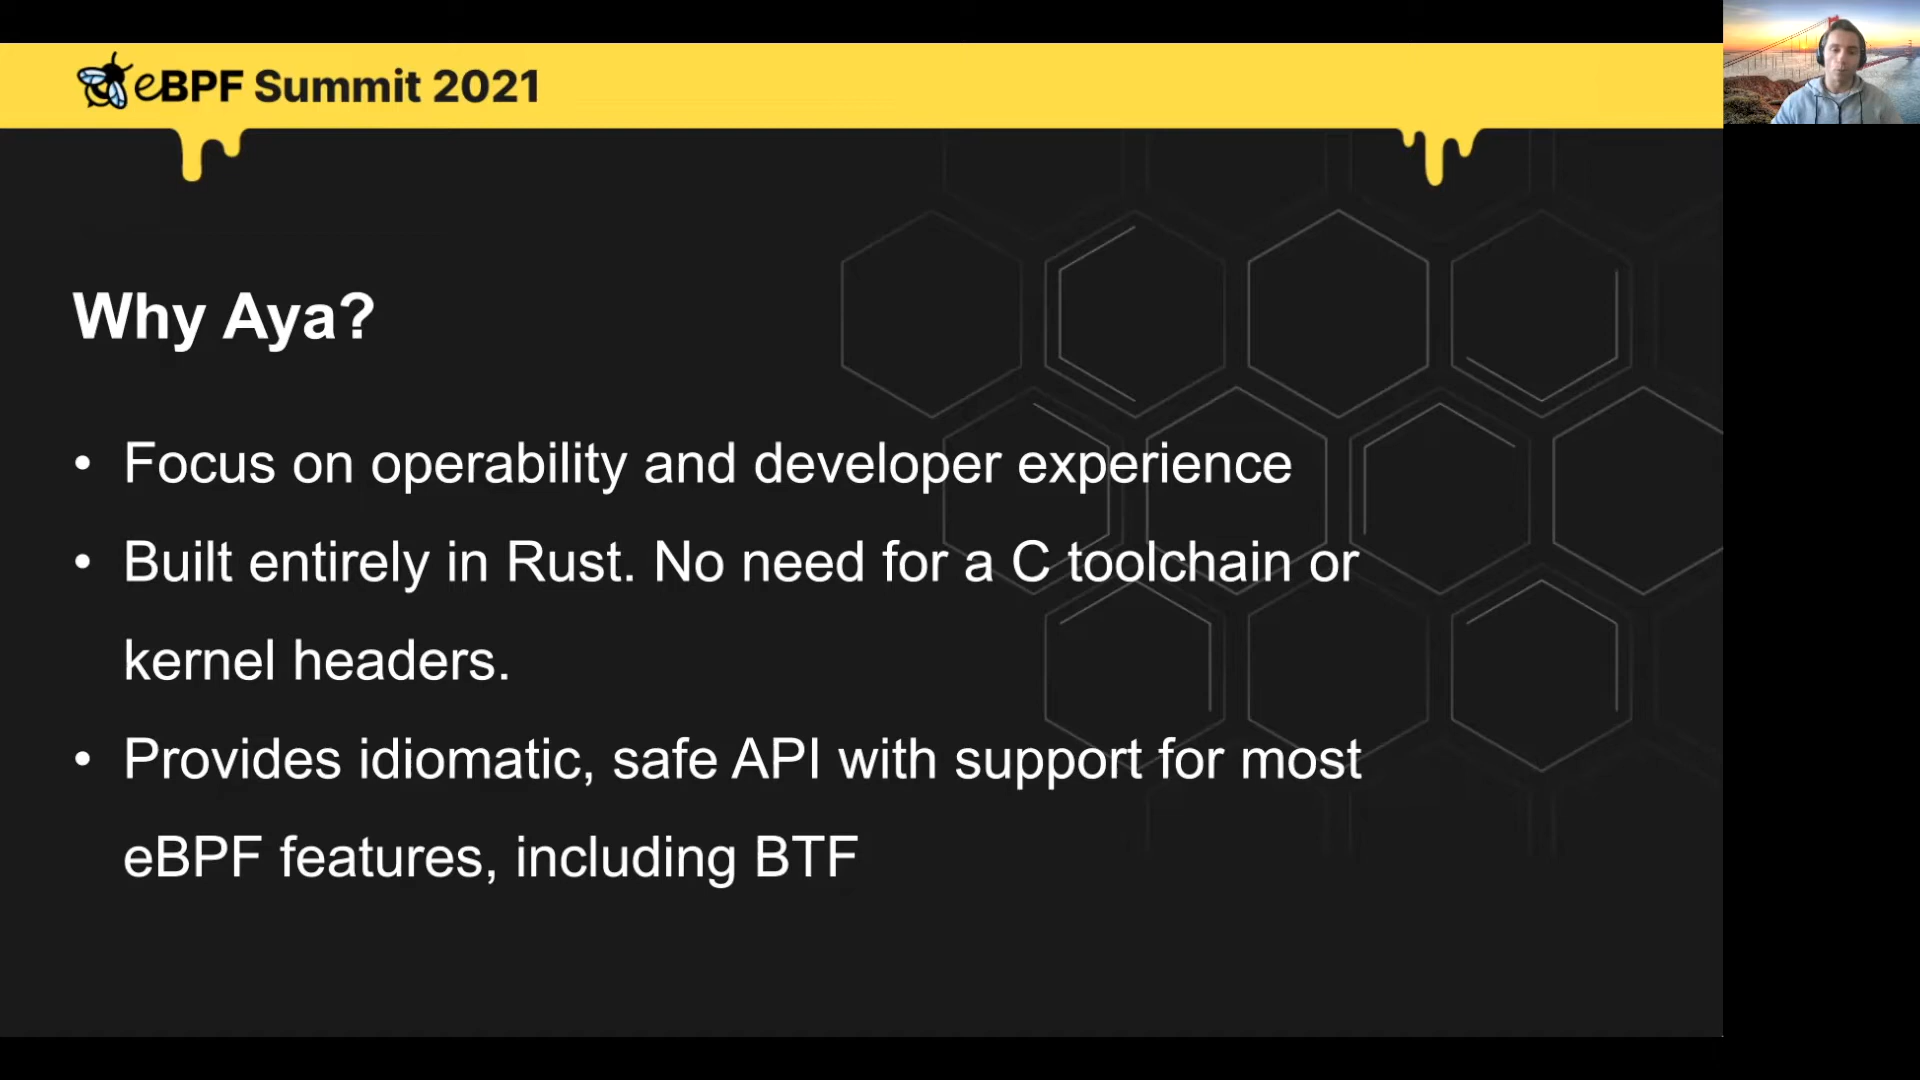 eBPF Summit 2021
Why Aya?
• Focus on operability and developer experience
• Built entirely in Rust. No need for a C toolchain or
kernel headers.
• Provides idiomatic, safe API with support for most
eBPF features, including BTF